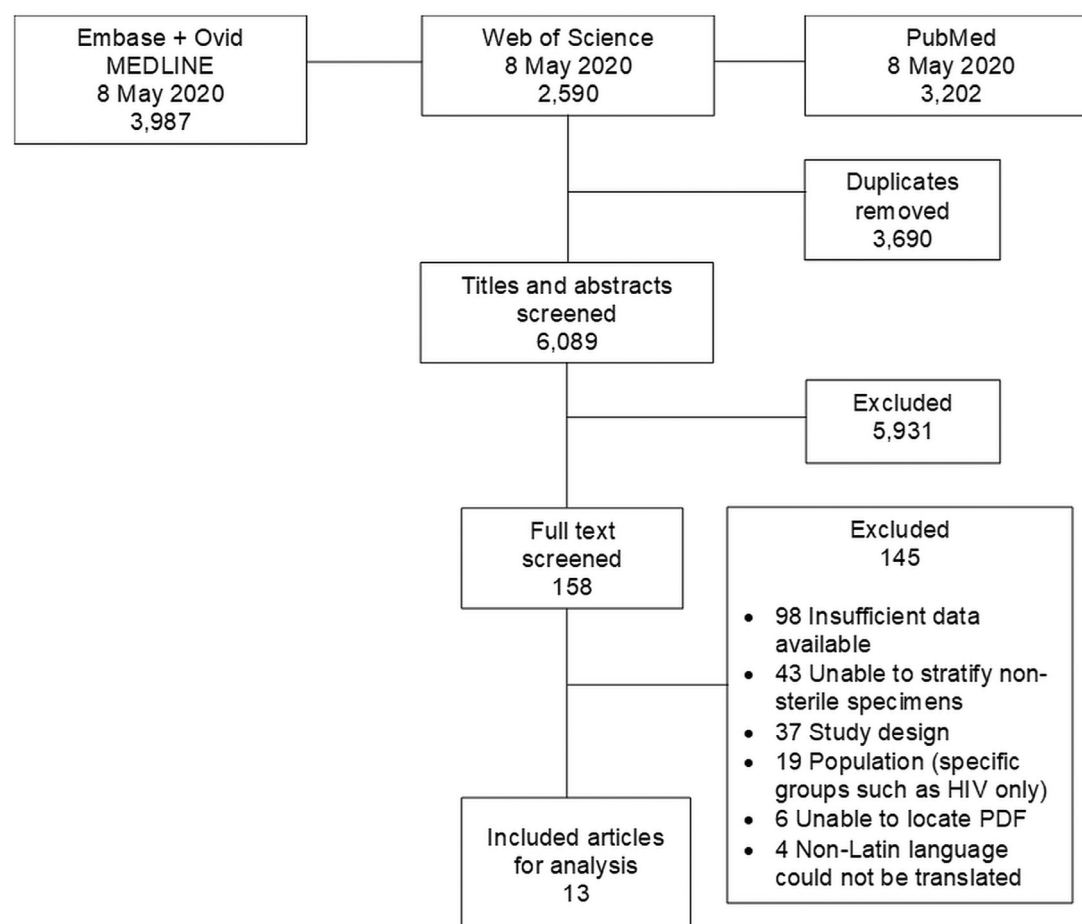 Embase + Ovid
MEDLINE
8 May 2020
3,987
Web of Science
8 May 2020
2,590
PubMed
8 May 2020
3,202
Duplicates
removed
3,690
Titles and abstracts
screened
6,089
Excluded
5,931
Full text
screened
158
Excluded
145
• 98 Insufficient data
available
• 43 Unable to stratify non-
sterile specimens
• 37 Study design
• 19 Population (specific
groups such as HIV only)
• 6 Unable to locate PDF
• 4 Non-Latin language
could not be translated
Included articles
for analysis
13